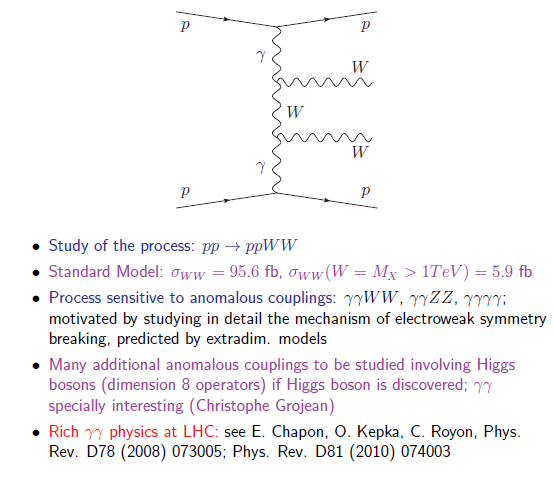 p p
γ
W
W
W
γ
p p
• Study of the process: pp → ppWW
• Standard Model: σWW = 95.6 fb, σWW(W = MX > 1TeV) = 5.9 fb
• Process sensitive to anomalous couplings: γγWW, γγZZ, γγγγ;
motivated by studying in detail the mechanism of electroweak symmetry
breaking, predicted by extradim. models
• Many additional anomalous couplings to be studied involving Higgs
bosons (dimension 8 operators) if Higgs boson is discovered; γγ
specially interesting (Christophe Grojean)
• Rich γγ physics at LHC: see E. Chapon, O. Kepka, C. Royon, Phys.
Rev. D78 (2008) 073005; Phys. Rev. D81 (2010) 074003